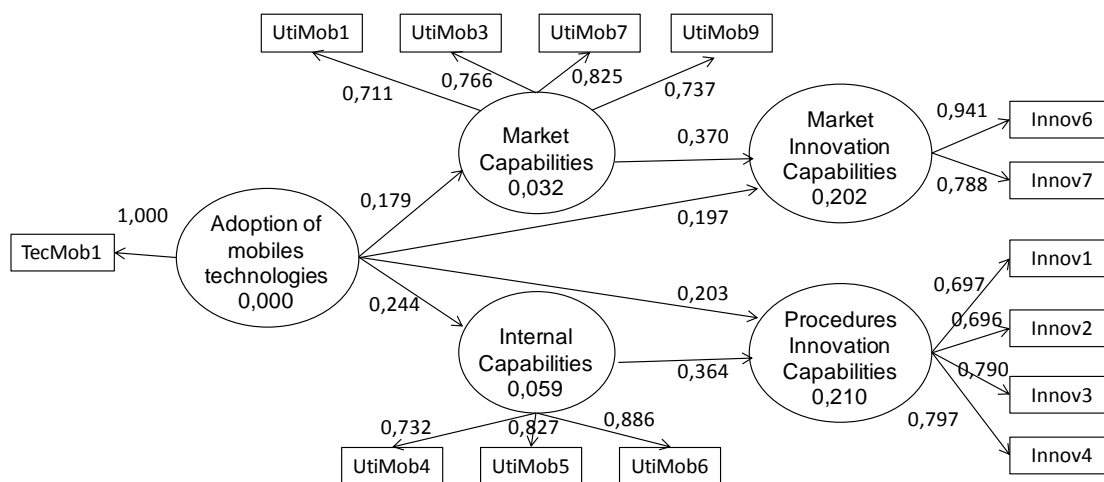 UtiMob1
UtiMob3
UtiMob7
UtiMob9
0,711
0,766
0,825
0,737
Market
Capabilities
0,032
Market
Innovation
Capabilities
0,202
0,941
0,788
Innov6
Innov7
0,370
0,179
0,197
1,000
TecMob1
Adoption of
mobiles
technologies
0,000
0,244
0,203
Internal
Capabilities
0,059
0,364
Procedures
Innovation
Capabilities
0,210
0,697
0,696
0,790
0,797
Innov1
Innov2
Innov3
Innov4
0,732
0,827
0,886
UtiMob4
UtiMob5
UtiMob6